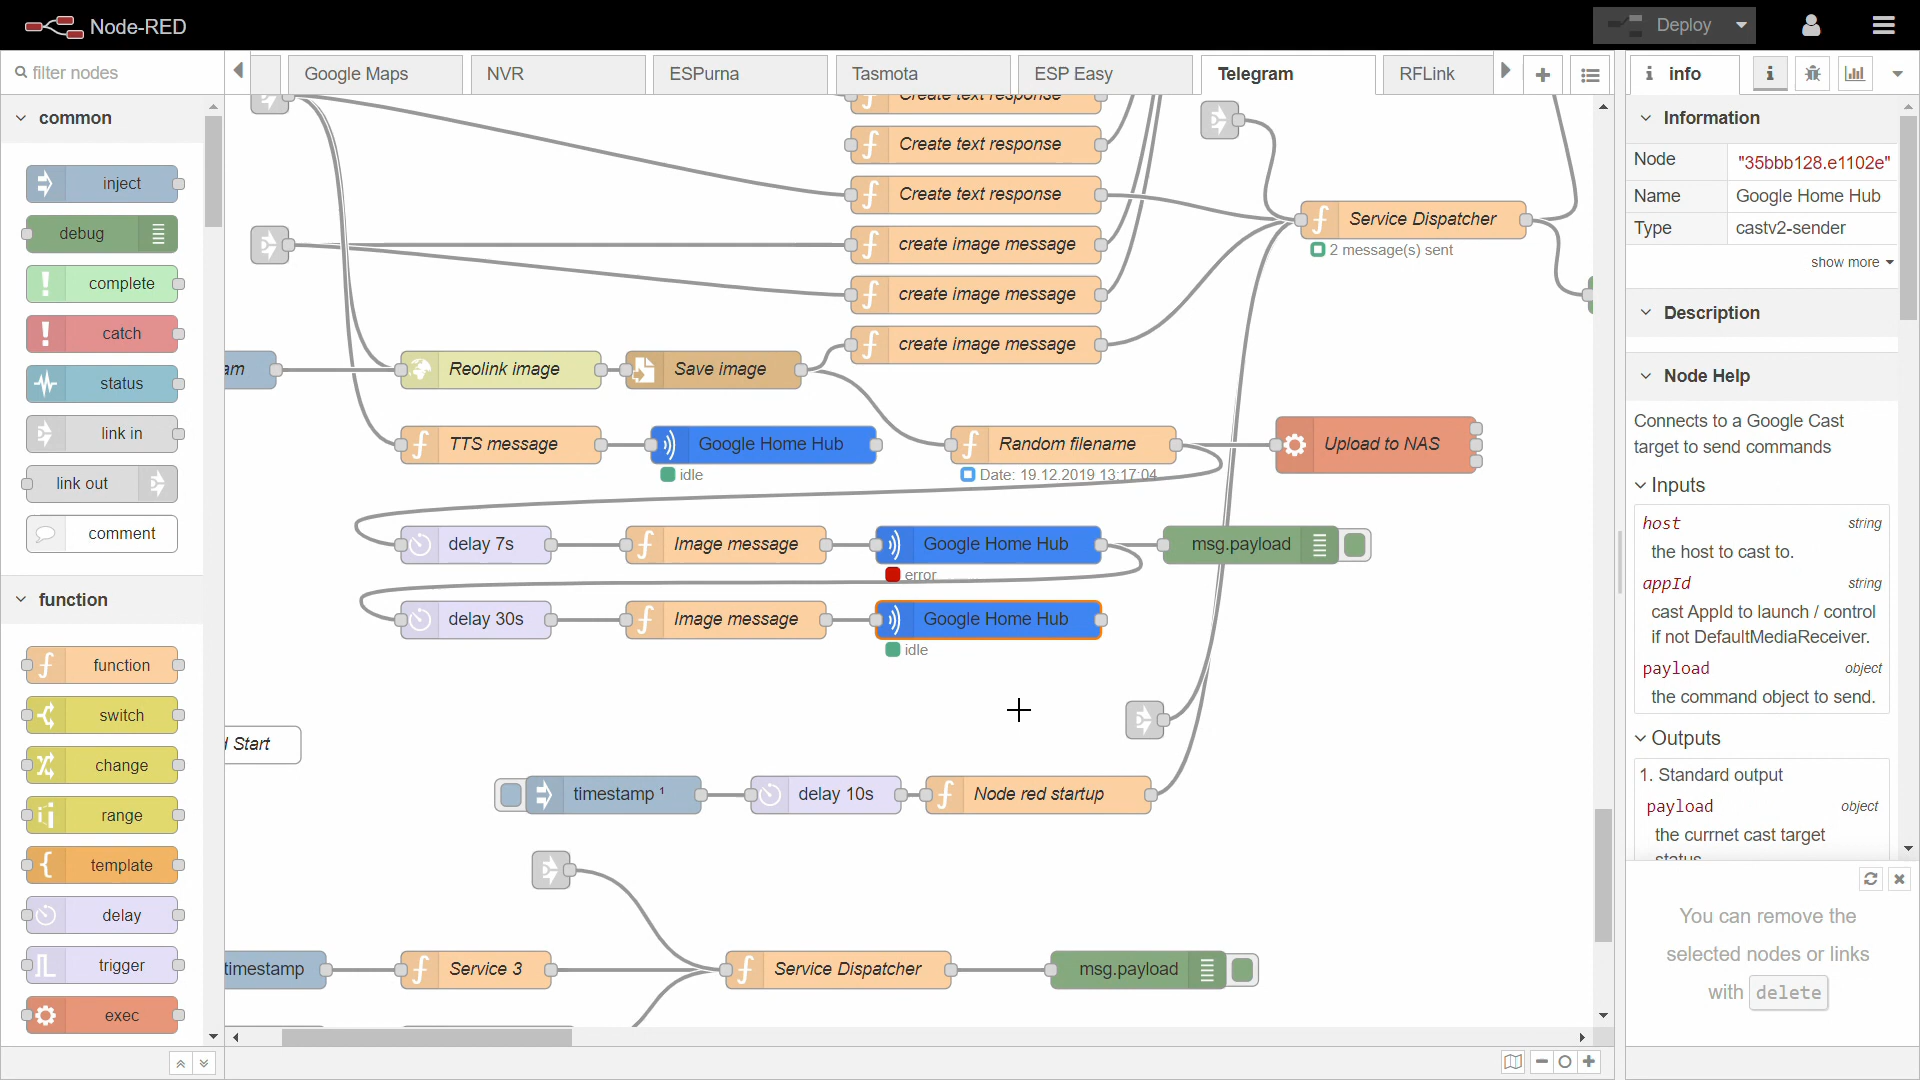 Node-RED
Deploy
filter nodes
Google Maps
NVR
ESPurna
Tasmota
ESP Easy
Telegram
RFLink
info
common
inject
debug
complete
catch
status
link in
link out
comment
function
function
switch
change
range
template
delay
trigger
exec
Create text response
Create text response
Create text response
create image message
create image message
create image message
Service Dispatcher
2 message(s) sent
am
Reolink image
Save image
TTS message
Google Home Hub
idle
Random filename
Date: 19.12.2019 13:17:04
Upload to NAS
delay 7s
Image message
Google Home Hub
error
msg.payload
delay 30s
Image message
Google Home Hub
idle
d Start
timestamp ¹
delay 10s
Node red startup
timestamp
Service 3
Service Dispatcher
msg.payload
Information
Node "35bbb128.e1102e"
Name Google Home Hub
Type castv2-sender
show more
Description
Node Help
Connects to a Google Cast
target to send commands
Inputs
host string
the host to cast to.
appId string
cast AppId to launch / control
if not DefaultMediaReceiver.
payload object
the command object to send.
Outputs
1. Standard output
payload object
the currnet cast target
status
You can remove the
selected nodes or links
with delete